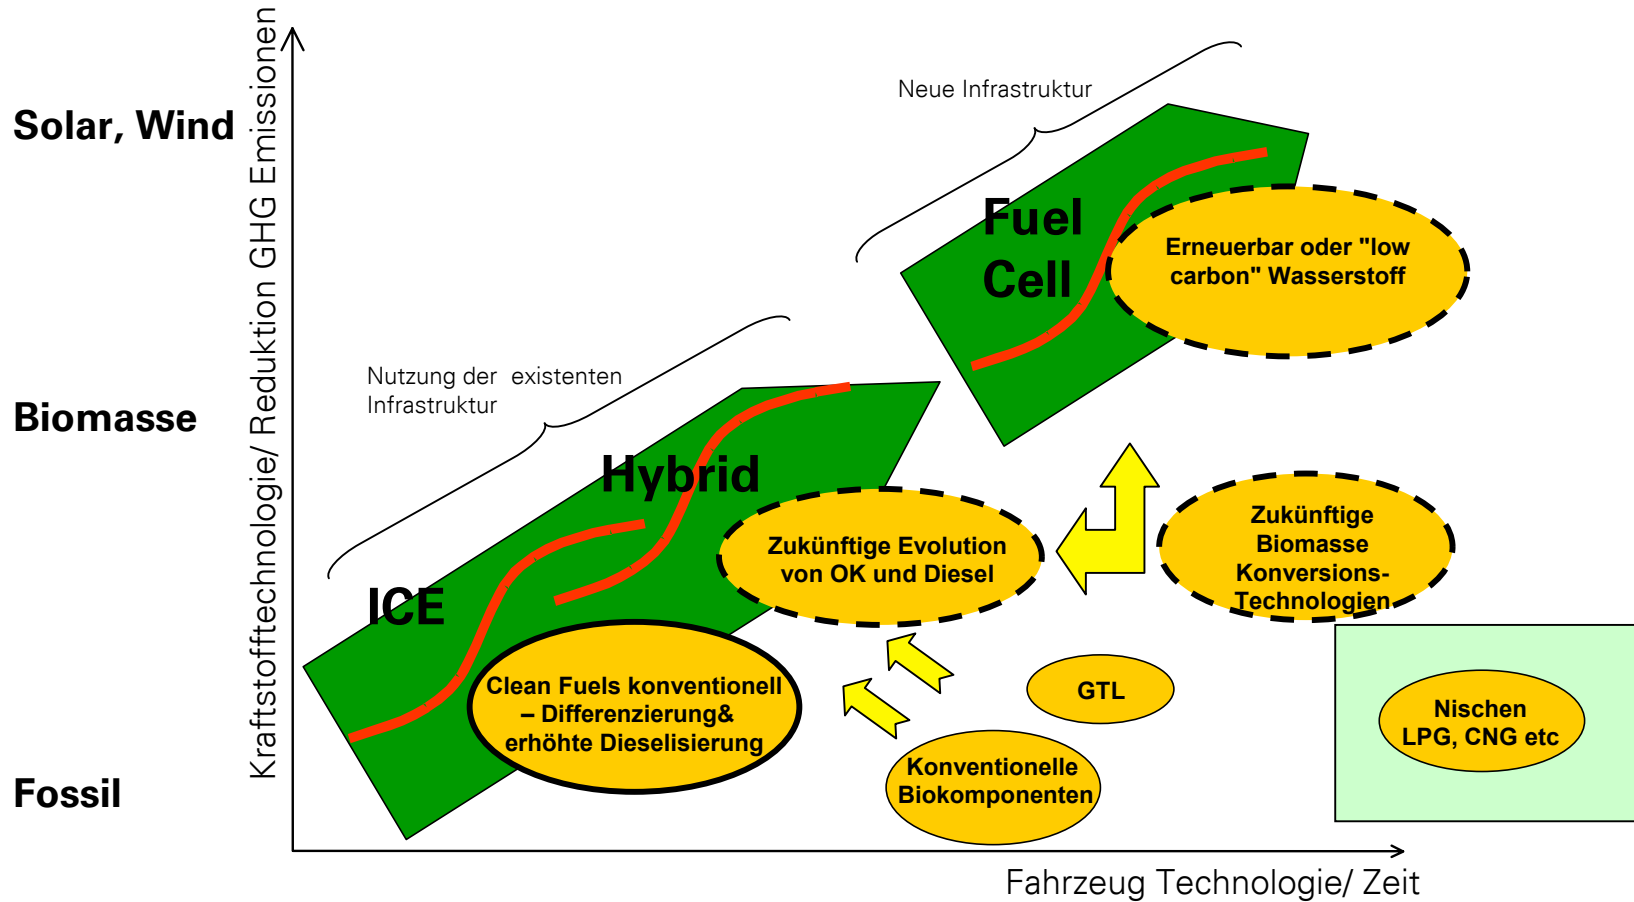 Kraftstofftechnologie/ Reduktion GHG Emissionen
Solar, Wind
Biomasse
Fossil
Neue Infrastruktur
Fuel
Cell
Erneuerbar oder "low
carbon" Wasserstoff
Nutzung der existenten
Infrastruktur
Hybrid
ICE
Zukünftige Evolution
von OK und Diesel
Zukünftige
Biomasse
Konversions-
Technologien
Clean Fuels konventionell
– Differenzierung&
erhöhte Dieselisierung
GTL
Konventionelle
Biokomponenten
Nischen
LPG, CNG etc
Fahrzeug Technologie/ Zeit